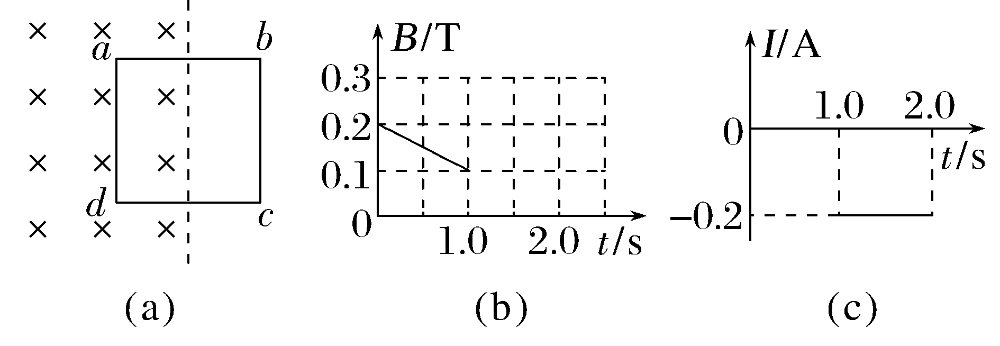 a b
d c
(a)
B/T
0.3
0.2
0.1
0
1.0 2.0 t/s
(b)
I/A
1.0 2.0
0
t/s
−0.2
(c)